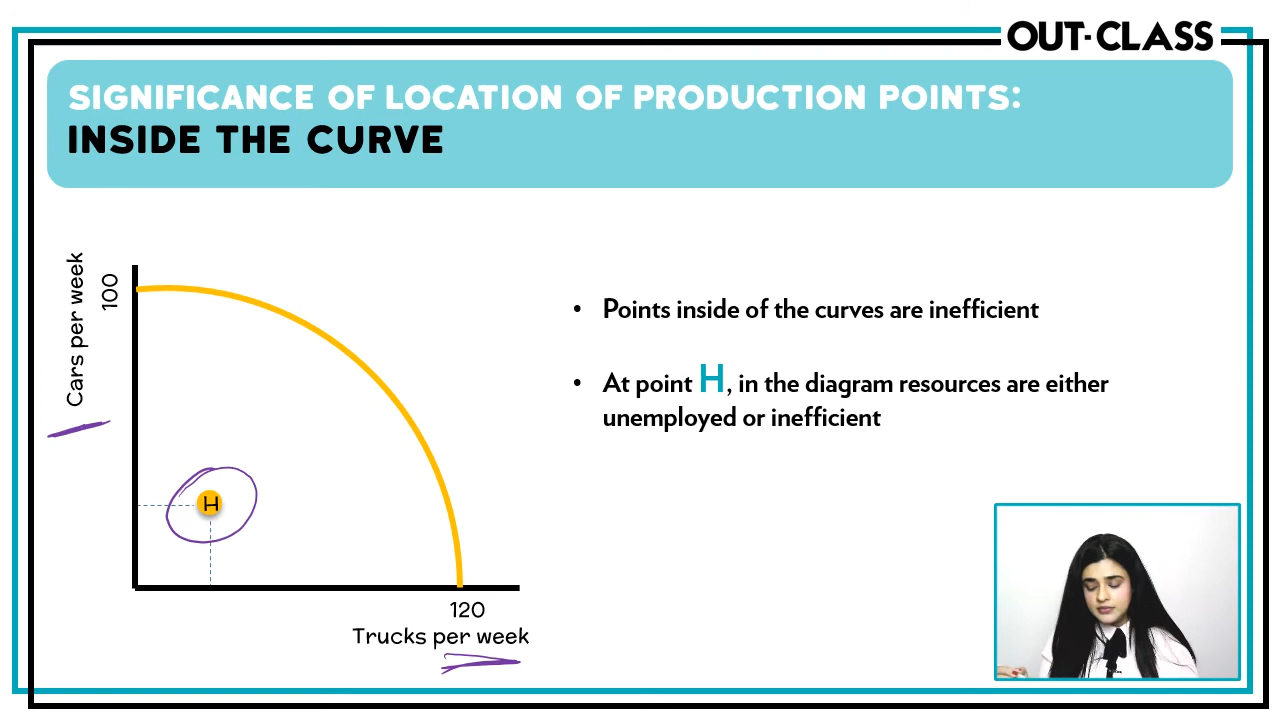 OUT-CLASS
SIGNIFICANCE OF LOCATION OF PRODUCTION POINTS:
INSIDE THE CURVE
Cars per week
100
H
120
Trucks per week
• Points inside of the curves are inefficient
• At point H, in the diagram resources are either
unemployed or inefficient